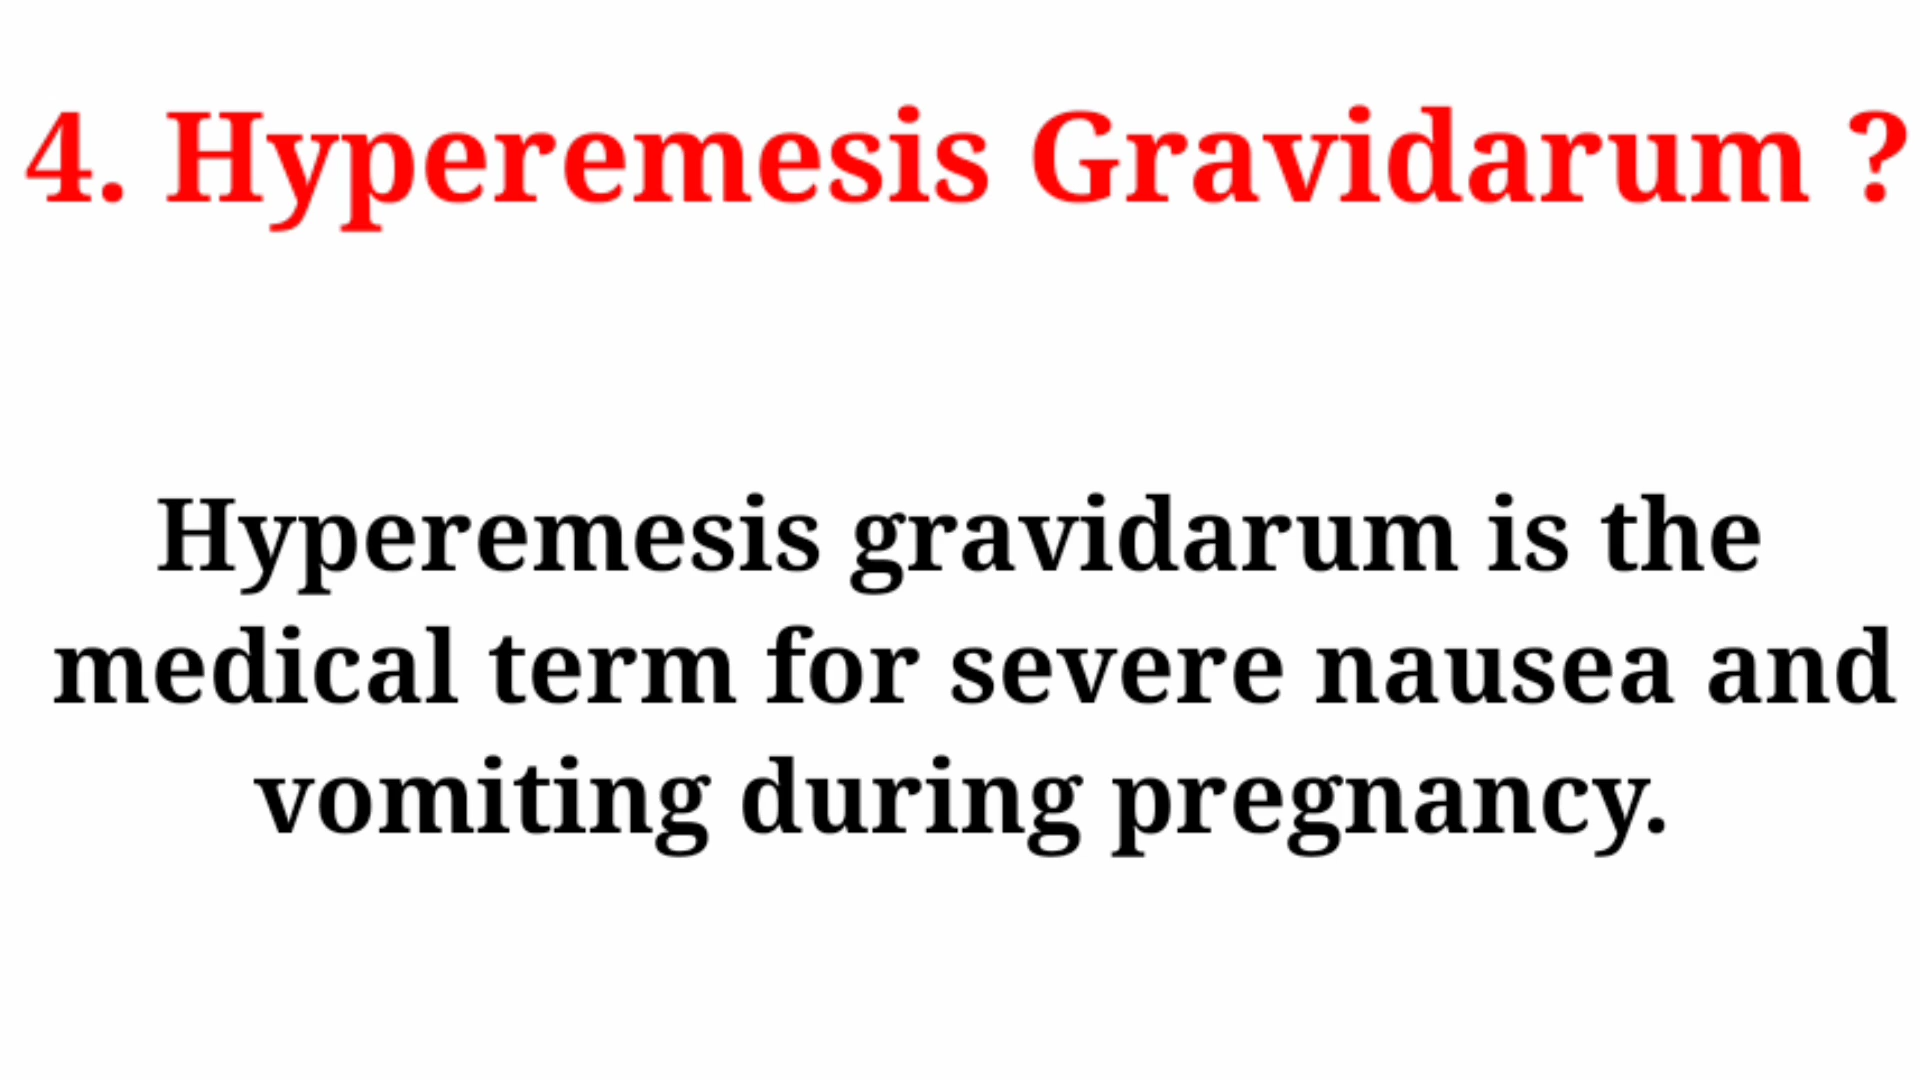 4. Hyperemesis Gravidarum ?
Hyperemesis gravidarum is the
medical term for severe nausea and
vomiting during pregnancy.